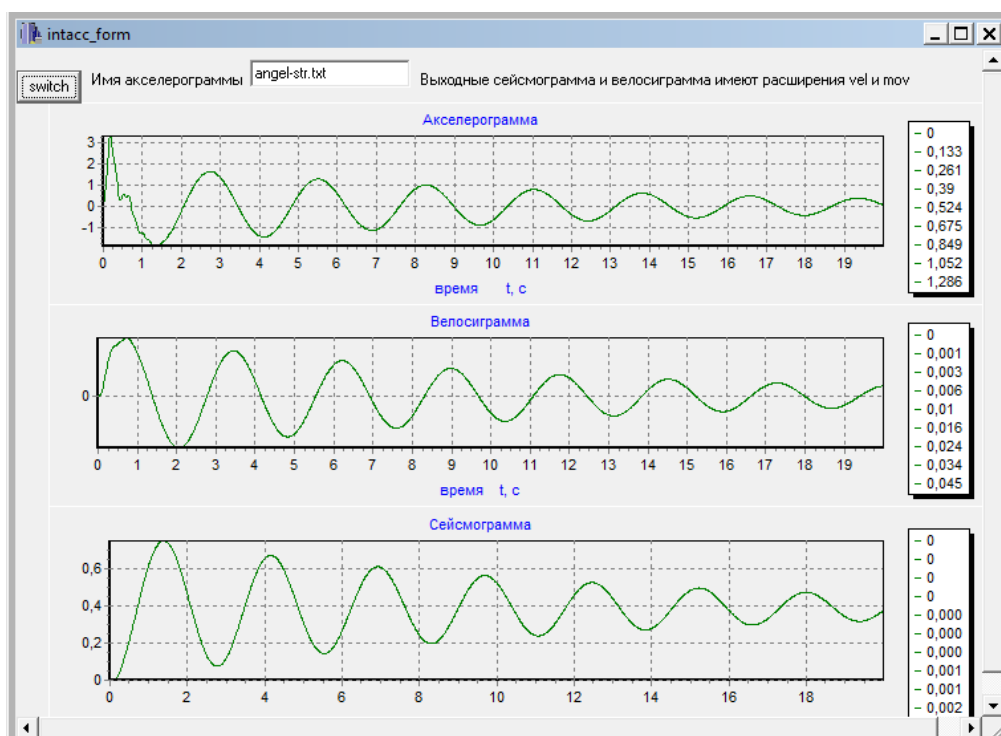 intacc_form
switch
Имя акселерограммы
angel-str.txt
Выходные сейсмограмма и велосиграмма имеют расширения vel и mov
Акселерограмма
3
2
1
0
-1
0 1 2 3 4 5 6 7 8 9 10 11 12 13 14 15 16 17 18 19
время t, c
0
0,133
0,261
0,39
0,524
0,675
0,849
1,052
1,286
Велосиграмма
0
0 1 2 3 4 5 6 7 8 9 10 11 12 13 14 15 16 17 18 19
время t, c
0
0,001
0,003
0,006
0,01
0,016
0,024
0,034
0,045
Сейсмограмма
0,6
0,4
0,2
0
0 2 4 6 8 10 12 14 16 18
0
0
0
0
0,000
0,000
0,000
0,001
0,001
0,002